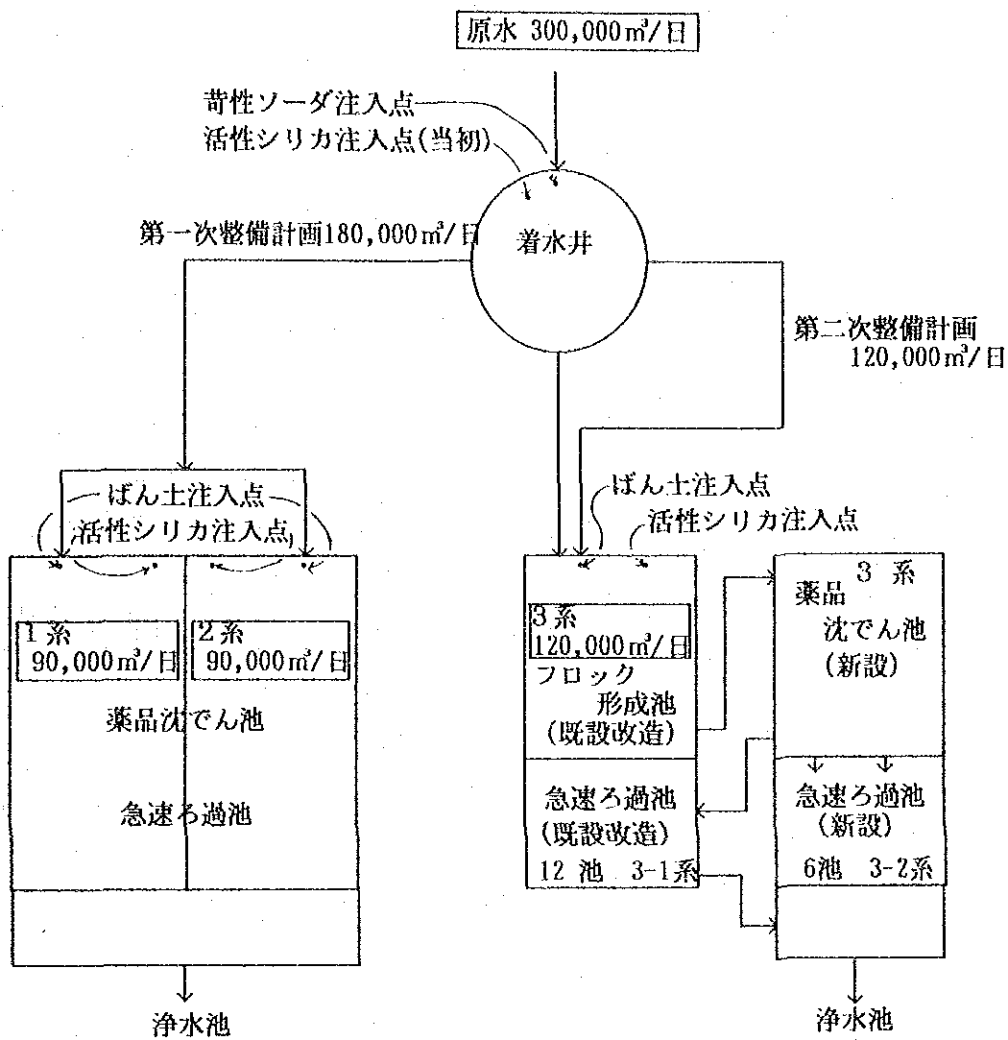 原水 300,000㎥/日
苛性ソーダ注入点
活性シリカ注入点(当初)
着水井
第一次整備計画180,000㎥/日
第二次整備計画
120,000㎥/日
ばん土注入点
活性シリカ注入点
1系
90,000㎥/日
2系
90,000㎥/日
薬品沈でん池
急速ろ過池
浄水池
ばん土注入点
活性シリカ注入点
3系
120,000㎥/日
フロック
形成池
(既設改造)
急速ろ過池
(既設改造)
12 池 3-1系
3 系
薬品
沈でん池
(新設)
急速ろ過池
(新設)
6池 3-2系
浄水池